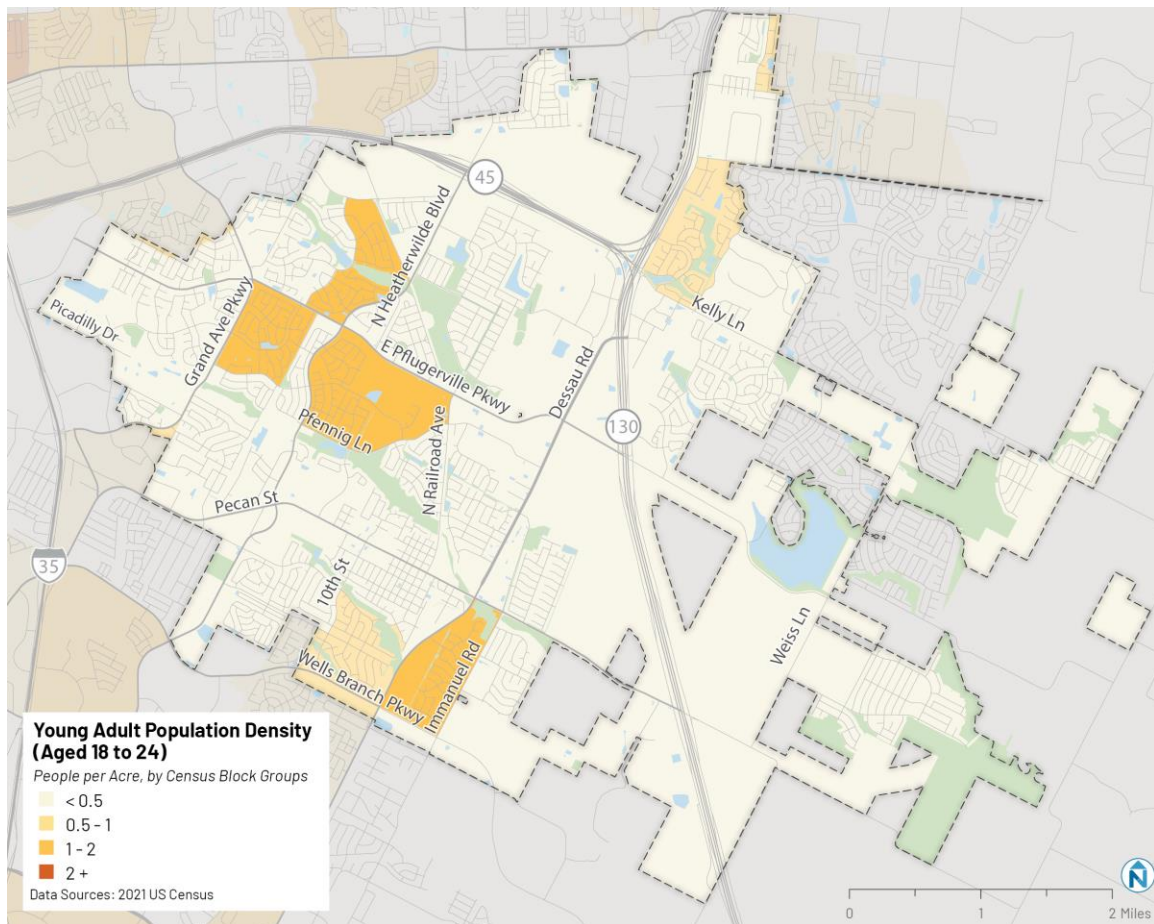 45
N Heatherwilde Blvd
Picadilly Dr
Grand Ave Pkwy
Kelly Ln
E Pflugerville Pkwy
Dessau Rd
130
Pfennig Ln
N Railroad Ave
Pecan St
35
10th St
Weiss Ln
Wells Branch Pkwy
Immanuel Rd
Young Adult Population Density
(Aged 18 to 24)
People per Acre, by Census Block Groups
< 0.5
0.5 - 1
1 - 2
2 +
Data Sources: 2021 US Census
N
0 1 2 Miles